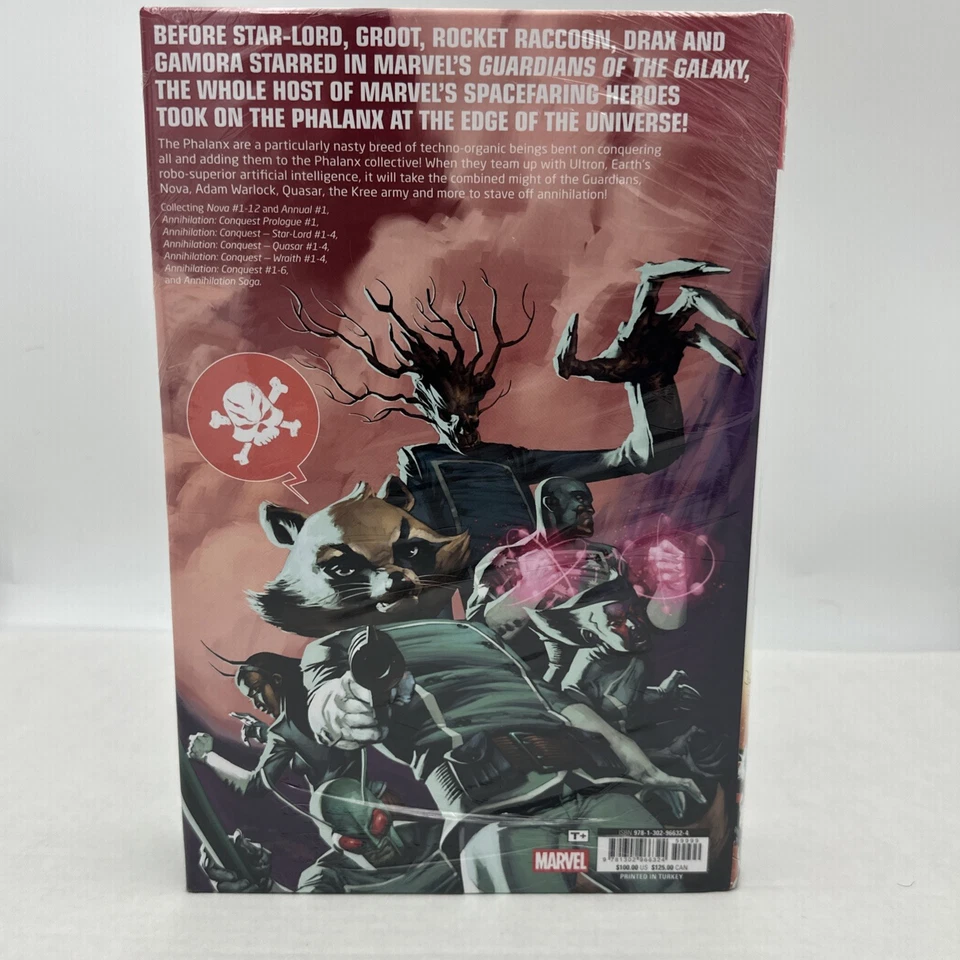 BEFORE STAR-LORD, GROOT, ROCKET RACCOON, DRAX AND
GAMORA STARRED IN MARVEL'S GUARDIANS OF THE GALAXY,
THE WHOLE HOST OF MARVEL'S SPACEFARING HEROES
TOOK ON THE PHALANX AT THE EDGE OF THE UNIVERSE!
The Phalanx are a particularly nasty breed of techno-organic beings bent on conquering
all and adding them to the Phalanx collective! When they team up with Ultron, Earth's
robo-superior artificial intelligence, it will take the combined might of the Guardians,
Nova, Adam Warlock, Quasar, the Kree army and more to stave off annihilation!
Collecting Nova #1-12 and Annual #1,
Annihilation: Conquest Prologue #1,
Annihilation: Conquest — Star-Lord #1-4,
Annihilation: Conquest — Quasar #1-4,
Annihilation: Conquest — Wraith #1-4,
Annihilation: Conquest #1-6,
and Annihilation Saga.
T+
MARVEL
ISBN 978-1-302-96632-4
9 781302 966324
$100.00 US $125.00 CAN
PRINTED IN TURKEY